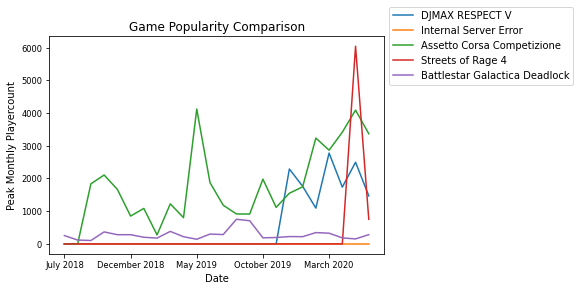 Game Popularity Comparison
DJMAX RESPECT V
Internal Server Error
Assetto Corsa Competizione
Streets of Rage 4
Battlestar Galactica Deadlock
Peak Monthly Playercount
6000
5000
4000
3000
2000
1000
0
July 2018 December 2018 May 2019 October 2019 March 2020
Date